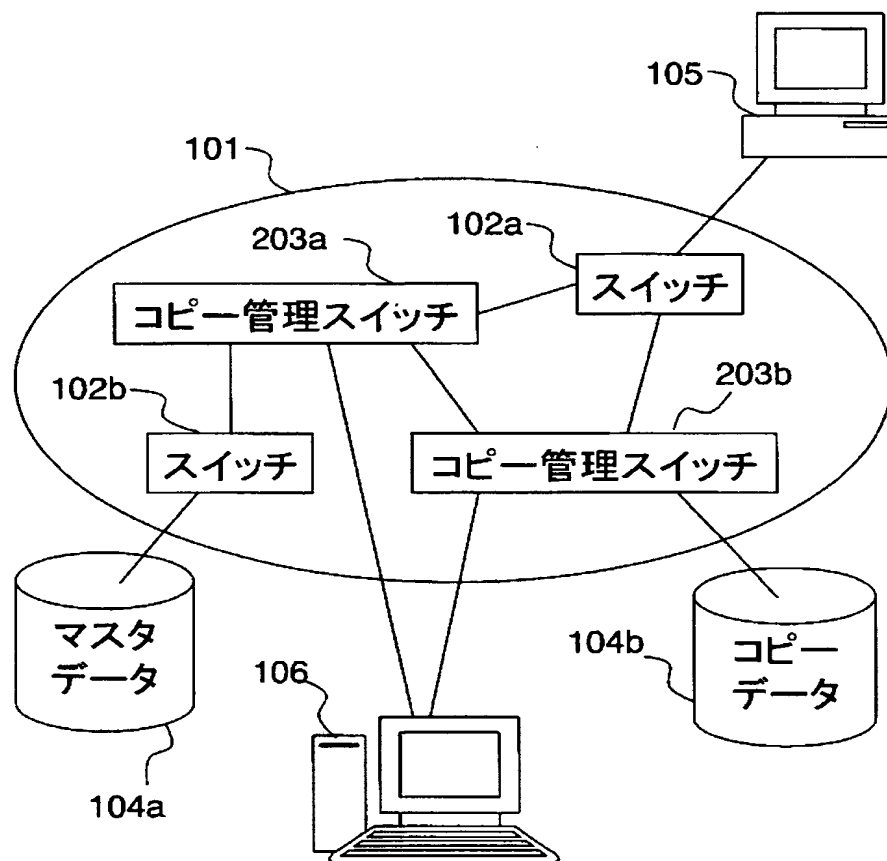 105
101
203a
102a
スイッチ
コピー管理スイッチ
102b
203b
スイッチ
コピー管理スイッチ
マスタ
データ
104b
コピー
データ
106
104a